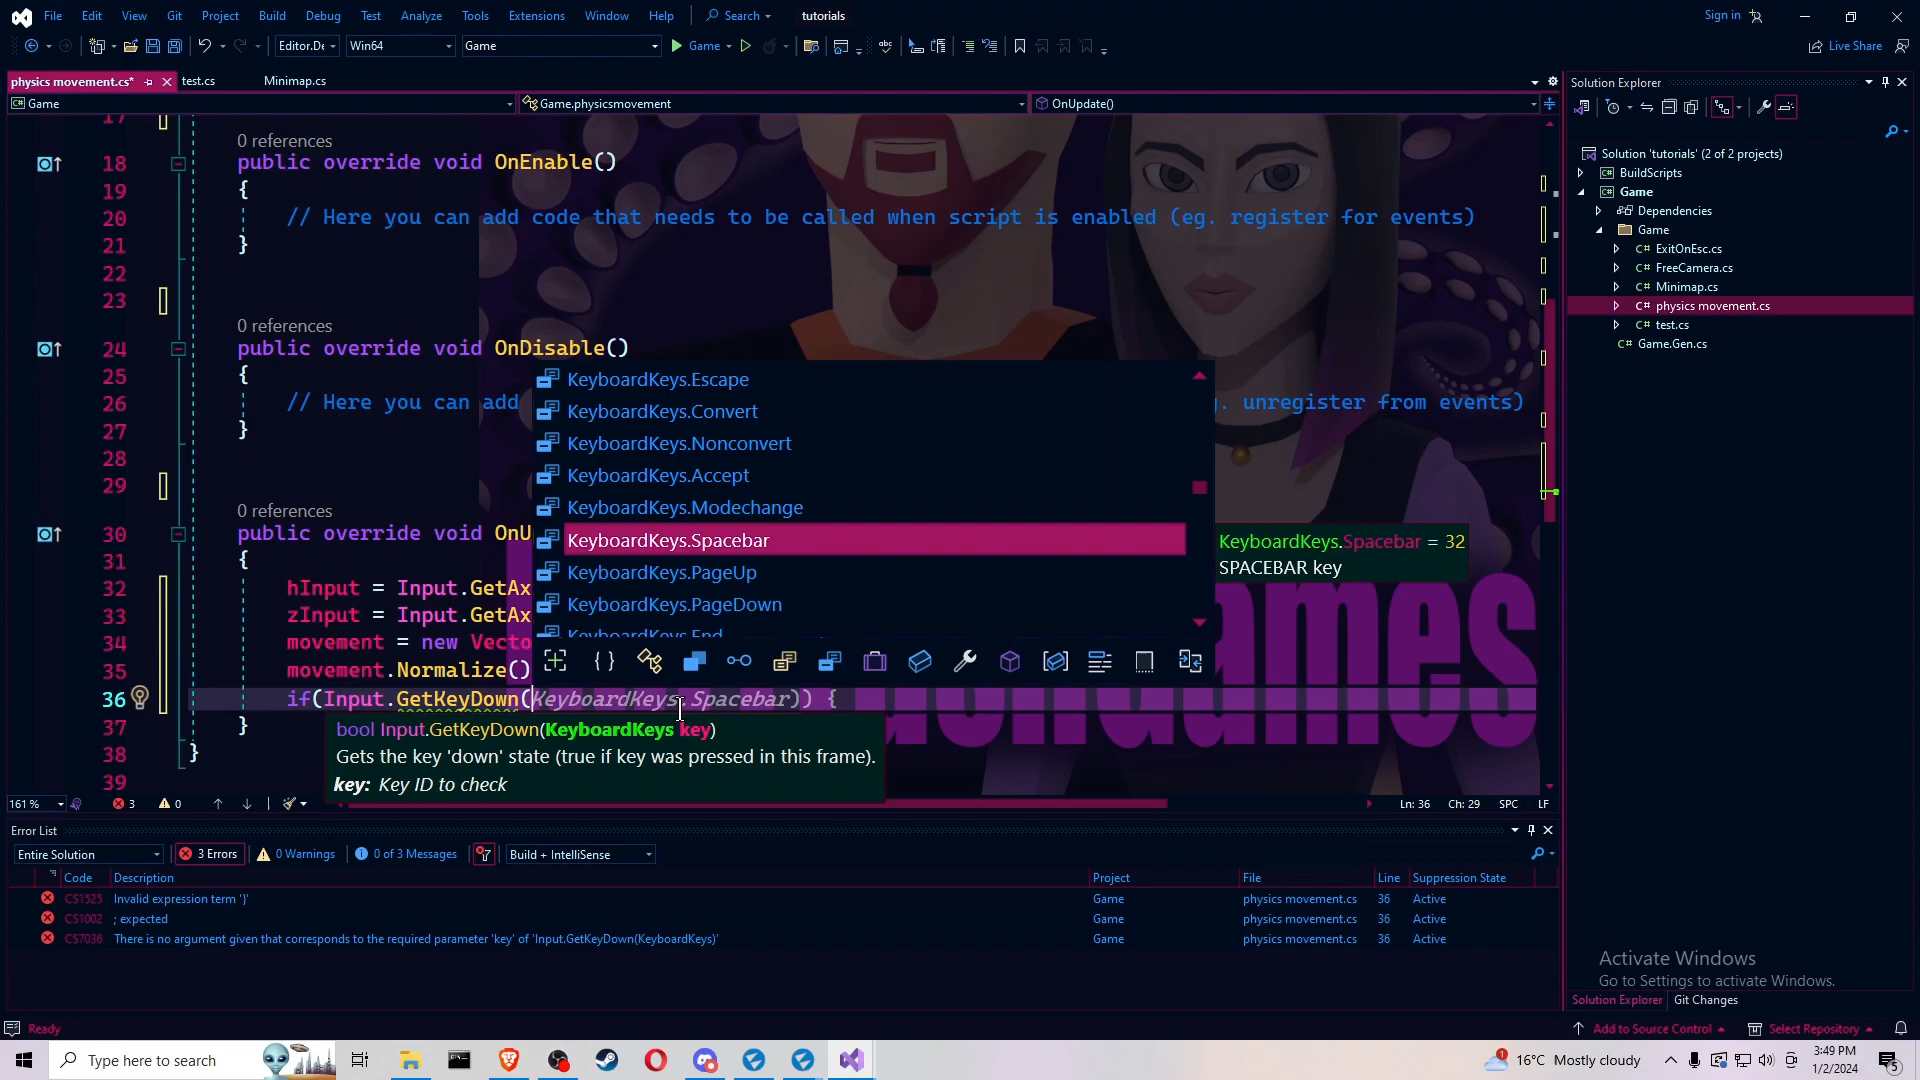 File Edit View Git Project Build Debug Test Analyze Tools Extensions Window Help Search tutorials Sign in
Editor.De Win64 Game Game Live Share
physics movement.cs* test.cs Minimap.cs
Game Game.physicsmovement OnUpdate()
17
0 references
18 public override void OnEnable()
19 {
20 // Here you can add code that needs to be called when script is enabled (eg. register for events)
21 }
22
23
0 references
24 public override void OnDisable()
25 {
26 // Here you can add . unregister from events)
27 }
28
29
0 references
30 public override void OnU
31 {
32 hInput = Input.GetAx
33 zInput = Input.GetAx
34 movement = new Vecto
35 movement.Normalize()
36 if(Input.GetKeyDown(KeyboardKeys.Spacebar)) {
37 }
38 }
39
KeyboardKeys.Escape
KeyboardKeys.Convert
KeyboardKeys.Nonconvert
KeyboardKeys.Accept
KeyboardKeys.Modechange
KeyboardKeys.Spacebar
KeyboardKeys.PageUp
KeyboardKeys.PageDown
KeyboardKeys.End
KeyboardKeys.Spacebar = 32
SPACEBAR key
bool Input.GetKeyDown(KeyboardKeys key)
Gets the key 'down' state (true if key was pressed in this frame).
key: Key ID to check
161 % 3 0 Ln: 36 Ch: 29 SPC LF
Error List
Entire Solution 3 Errors 0 Warnings 0 of 3 Messages Build + IntelliSense
Code Description Project File Line Suppression State
CS1525 Invalid expression term '}' Game physics movement.cs 36 Active
CS1002 ; expected Game physics movement.cs 36 Active
CS7036 There is no argument given that corresponds to the required parameter 'key' of 'Input.GetKeyDown(KeyboardKeys)' Game physics movement.cs 36 Active
Solution Explorer
Solution 'tutorials' (2 of 2 projects)
C# BuildScripts
C# Game
Dependencies
Game
C# ExitOnEsc.cs
C# FreeCamera.cs
C# Minimap.cs
C# physics movement.cs
C# test.cs
C# Game.Gen.cs
Activate Windows
Go to Settings to activate Windows.
Solution Explorer Git Changes
Ready Add to Source Control Select Repository
Type here to search 1 16°C Mostly cloudy 3:49 PM
1/2/2024 5